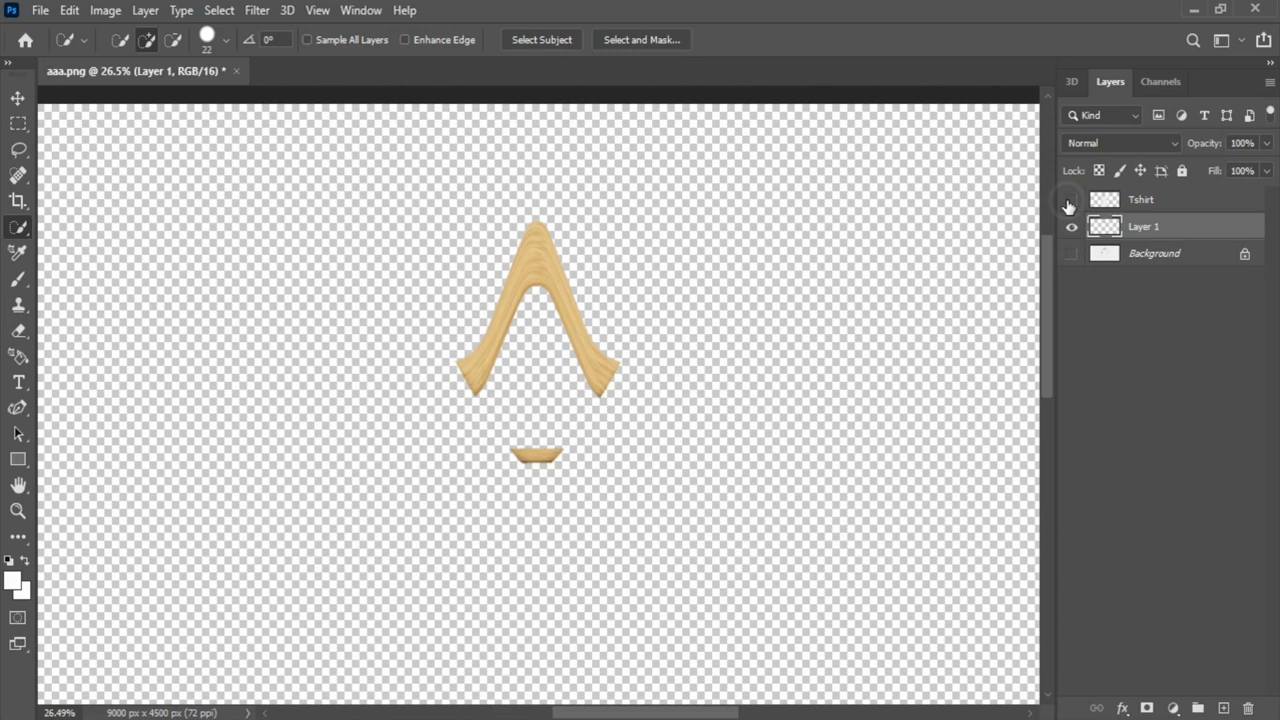 Ps File Edit Image Layer Type Select Filter 3D View Window Help
22 0° Sample All Layers Enhance Edge Select Subject Select and Mask...
aaa.png @ 26.5% (Layer 1, RGB/16) * ×
3D Layers Channels
Kind
Normal Opacity: 100%
Lock: Fill: 100%
Tshirt
Layer 1
Background
26.49% 9000 px x 4500 px (72 ppi)